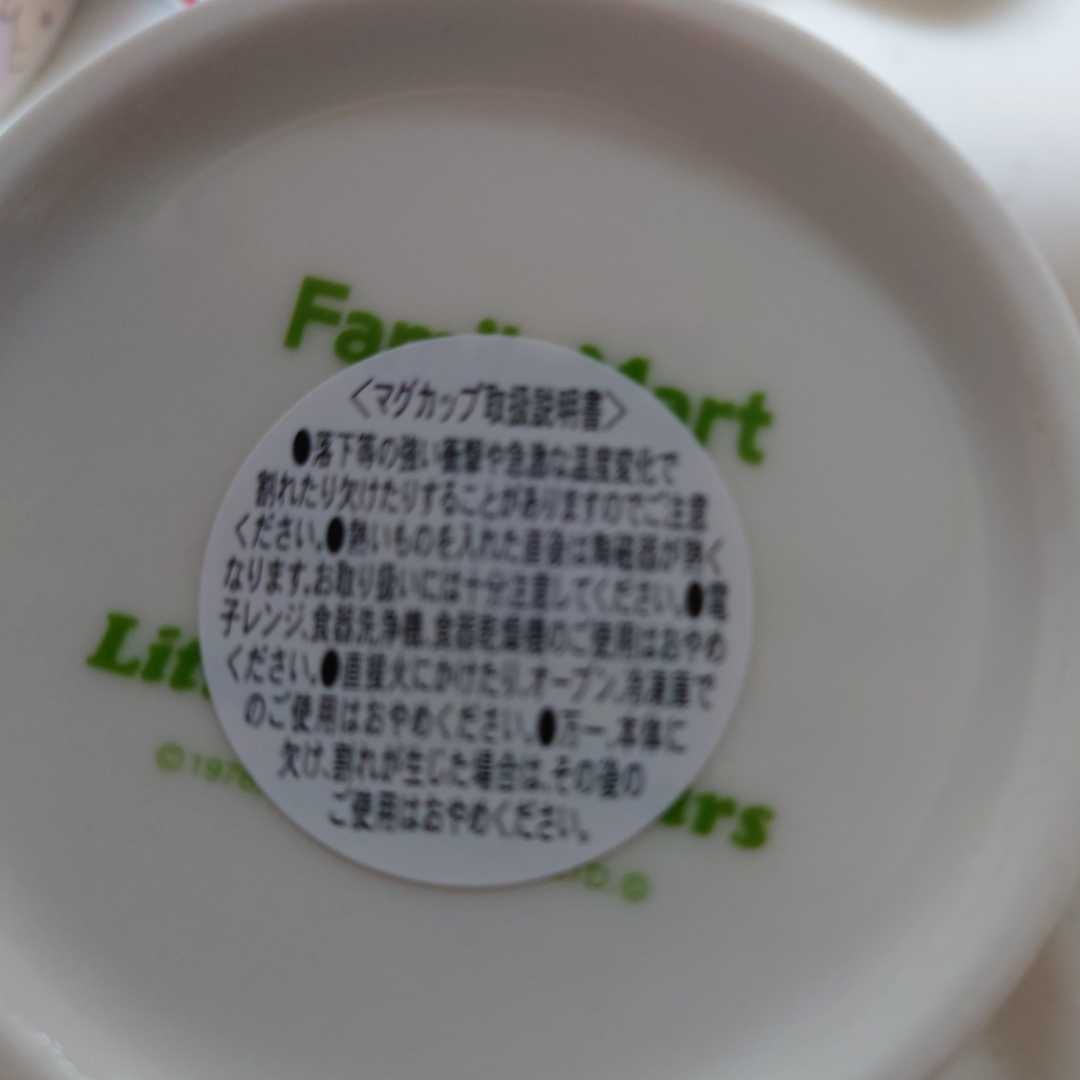 Fam
art
<マグカップ取扱説明書>
●落下等の強い衝撃や急激な温度変化で
割れたり欠けたりすることがありますのでご注意
ください。●熱いものを入れた直後は陶磁器が熱く
なります。お取り扱いには十分注意してください。●電
子レンジ、食器洗浄機、食器乾燥機のご使用はおやめ
ください。●直接火にかけたり、オーブン、冷凍庫で
のご使用はおやめください。●万一、本体に
欠け、割れが生じた場合は、その後の
ご使用はおやめください。
Lit
ars
© 1976